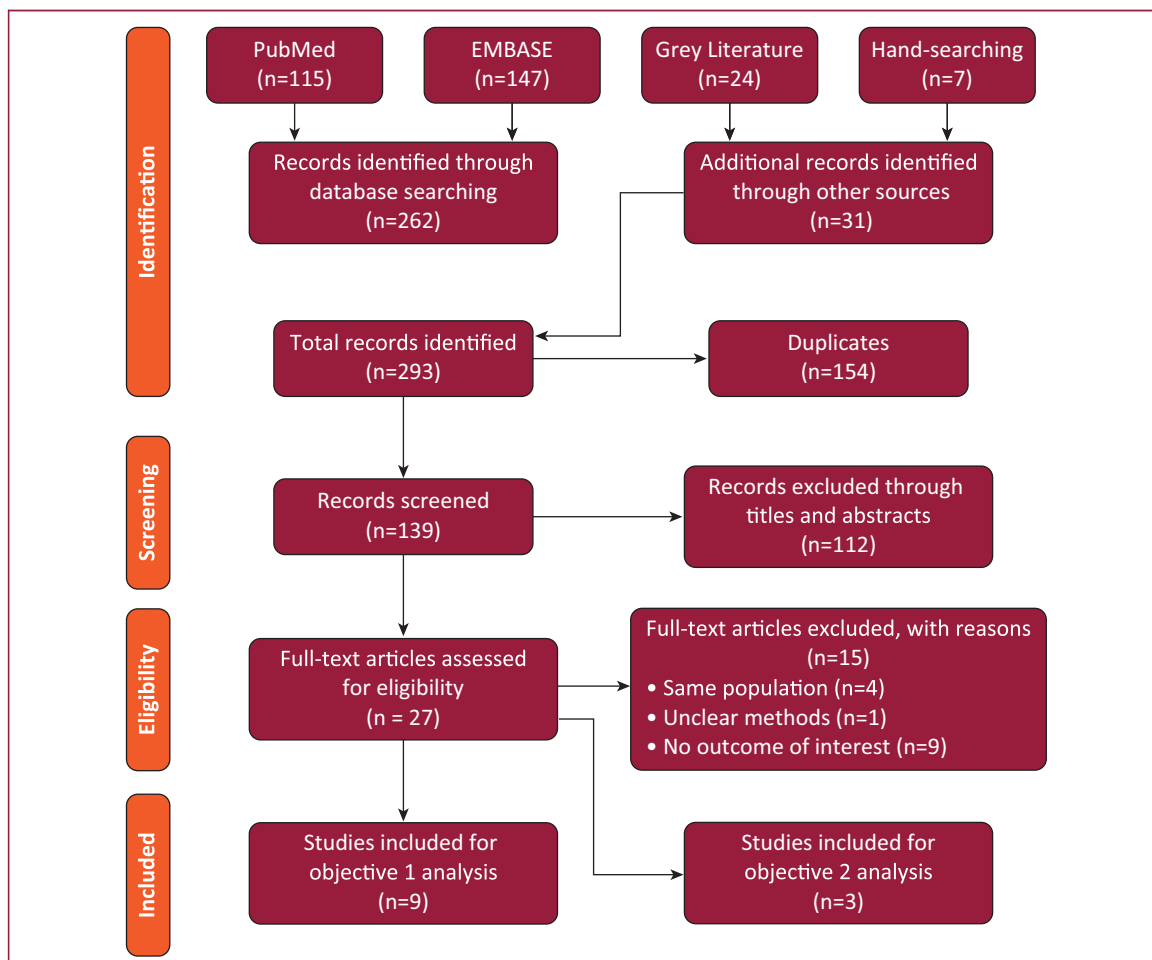 Identification
PubMed
(n=115)
EMBASE
(n=147)
Grey Literature
(n=24)
Hand-searching
(n=7)
Records identified through
database searching
(n=262)
Additional records identified
through other sources
(n=31)
Total records identified
(n=293)
Duplicates
(n=154)
Screening
Records screened
(n=139)
Records excluded through
titles and abstracts
(n=112)
Eligibility
Full-text articles assessed
for eligibility
(n = 27)
Full-text articles excluded, with reasons
(n=15)
• Same population (n=4)
• Unclear methods (n=1)
• No outcome of interest (n=9)
Included
Studies included for
objective 1 analysis
(n=9)
Studies included for
objective 2 analysis
(n=3)